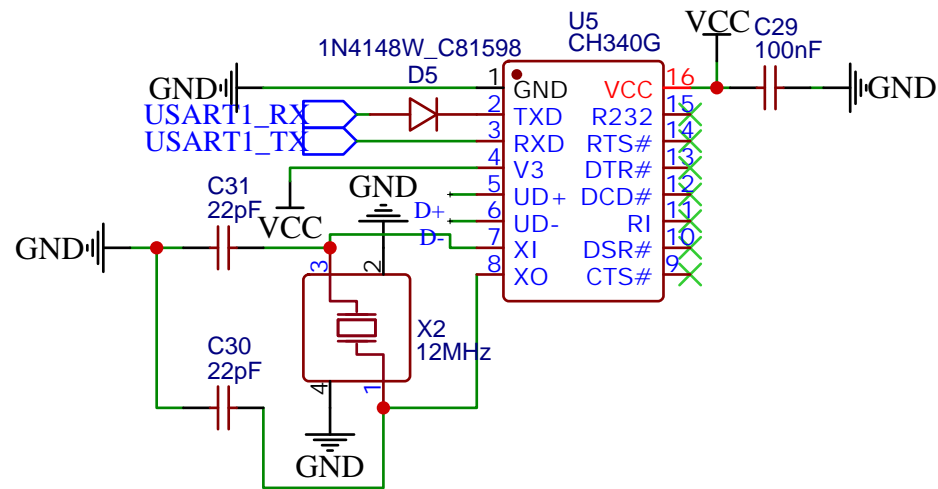 U5
CH340G
VCC
C29
100nF
1N4148W_C81598
D5
GND
1
GND
VCC
16
GND
USART1_RX
2
TXD
R232
15
USART1_TX
3
RXD
RTS#
14
4
V3
DTR#
13
C31
22pF
VCC
GND
5
UD+
DCD#
12
D+
6
UD-
RI
11
D-
GND
7
XI
DSR#
10
3
2
8
XO
CTS#
9
X2
12MHz
C30
22pF
4
1
GND